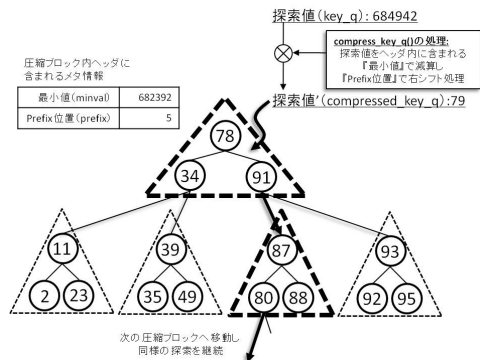 探索値(key_q): 684942
compress_key_q()の処理:
探索値をヘッダ内に含まれる
『最小値』で減算し
『Prefix位置』で右シフト処理
圧縮ブロック内ヘッダに
含まれるメタ情報
最小値(minval) 682392
Prefix位置(prefix) 5
探索値'(compressed_key_q):79
78
34 91
11 39 87 93
2 23 35 49 80 88 92 95
次の圧縮ブロックへ移動し
同様の探索を継続